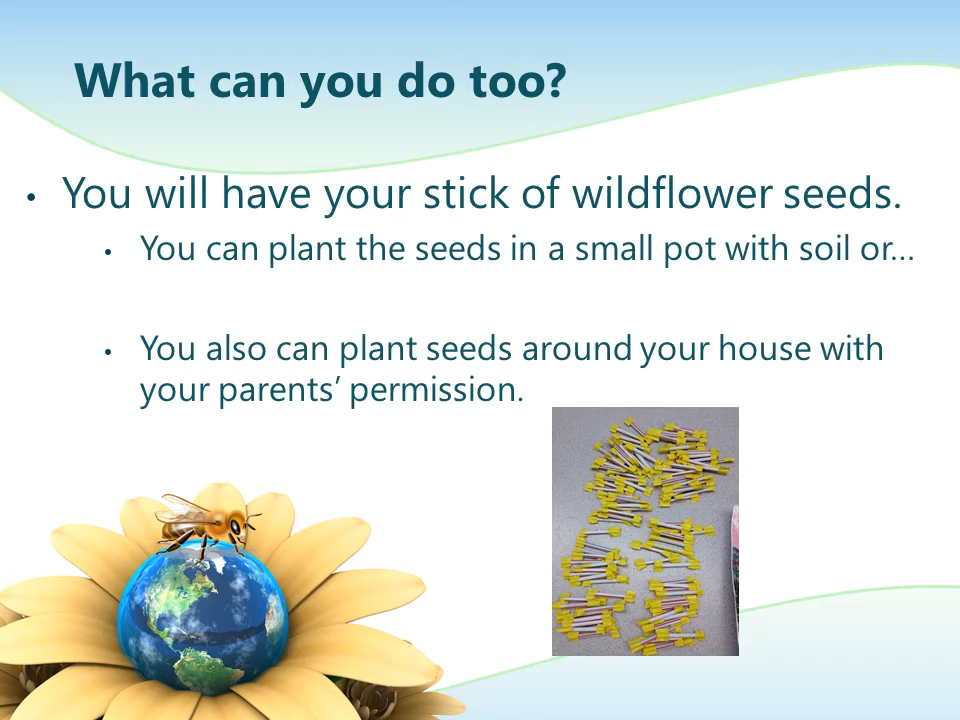 What can you do too?
• You will have your stick of wildflower seeds.
• You can plant the seeds in a small pot with soil or…
• You also can plant seeds around your house with
your parents’ permission.